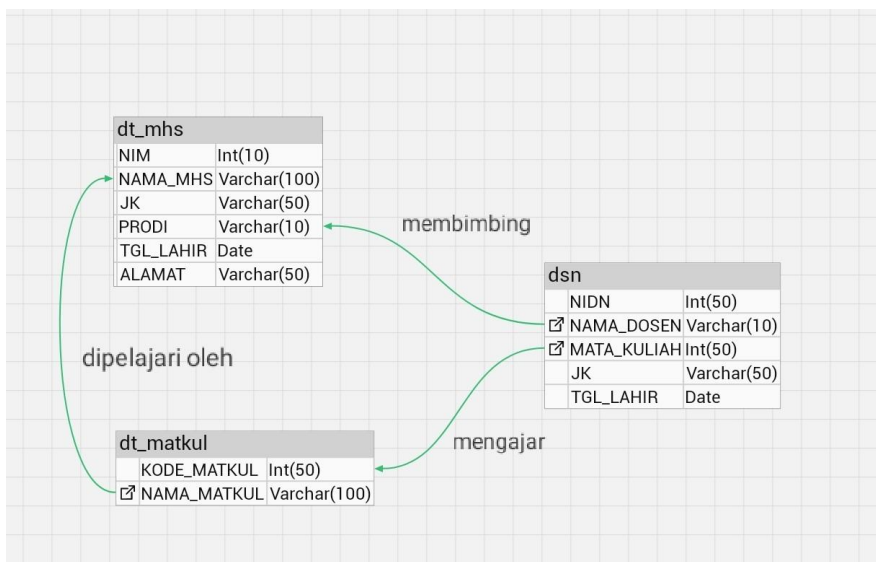 dt_mhs
NIM Int(10)
NAMA_MHS Varchar(100)
JK Varchar(50)
PRODI Varchar(10)
TGL_LAHIR Date
ALAMAT Varchar(50)
membimbing
dsn
NIDN Int(50)
NAMA_DOSEN Varchar(10)
MATA_KULIAH Int(50)
JK Varchar(50)
TGL_LAHIR Date
dipelajari oleh
mengajar
dt_matkul
KODE_MATKUL Int(50)
NAMA_MATKUL Varchar(100)